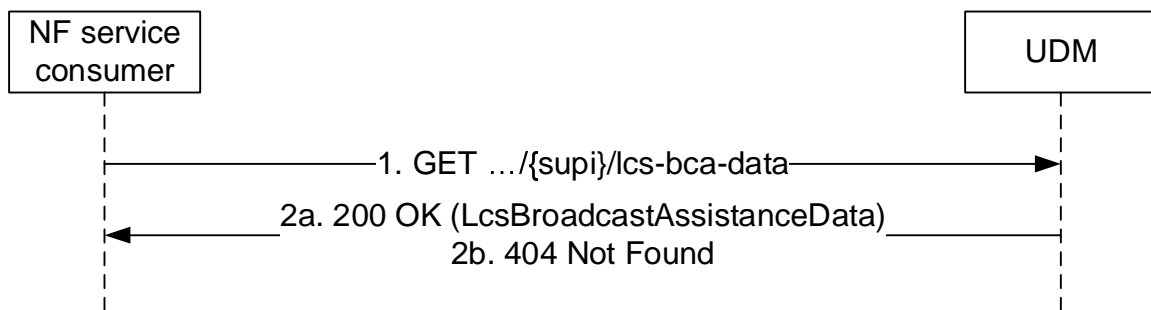 NF service
consumer
UDM
1. GET …/{supi}/lcs-bca-data
2a. 200 OK (LcsBroadcastAssistanceData)
2b. 404 Not Found